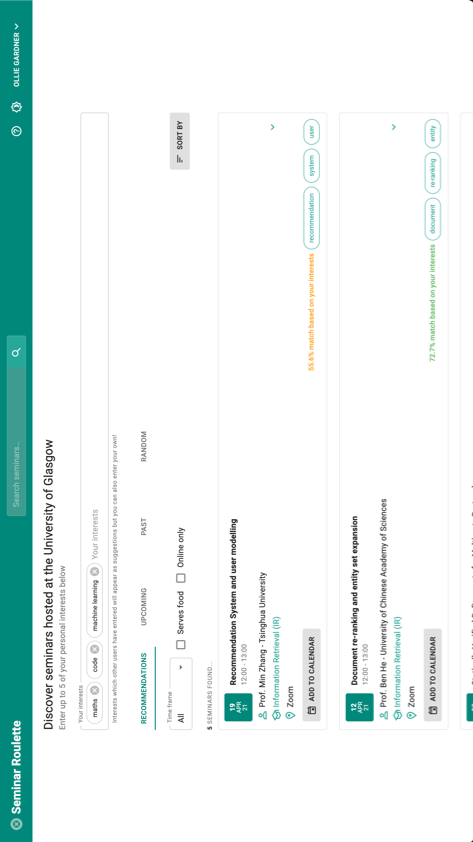 Seminar Roulette
Search seminars...
OLLIE GARDNER
Discover seminars hosted at the University of Glasgow
Enter up to 5 of your personal interests below
Your interests
maths
code
machine learning
Your interests
Interests which other users have entered will appear as suggestions but you can also enter your own!
RECOMMENDATIONS
UPCOMING
PAST
RANDOM
Time frame
All
Serves food
Online only
SORT BY
5 SEMINARS FOUND...
19
APR
21
Recommendation System and user modelling
12:00 - 13:00
Prof. Min Zhang - Tsinghua University
Information Retrieval (IR)
Zoom
ADD TO CALENDAR
55.6% match based on your interests
recommendation
system
user
12
APR
21
Document re-ranking and entity set expansion
12:00 - 13:00
Prof. Ben He - University of Chinese Academy of Sciences
Information Retrieval (IR)
Zoom
ADD TO CALENDAR
72.7% match based on your interests
document
re-ranking
entity